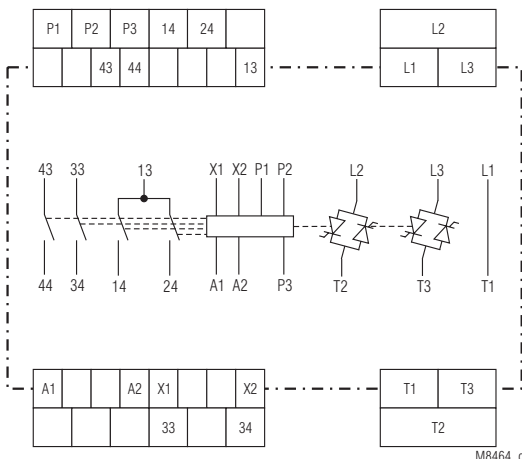 P1 P2 P3 14 24 L2
43 44 13 L1 L3
43 33 13 X1 X2 P1 P2 L2 L3 L1
44 34 14 24 A1 A2 P3 T2 T3 T1
A1 A2 X1 X2 T1 T3
33 34 T2